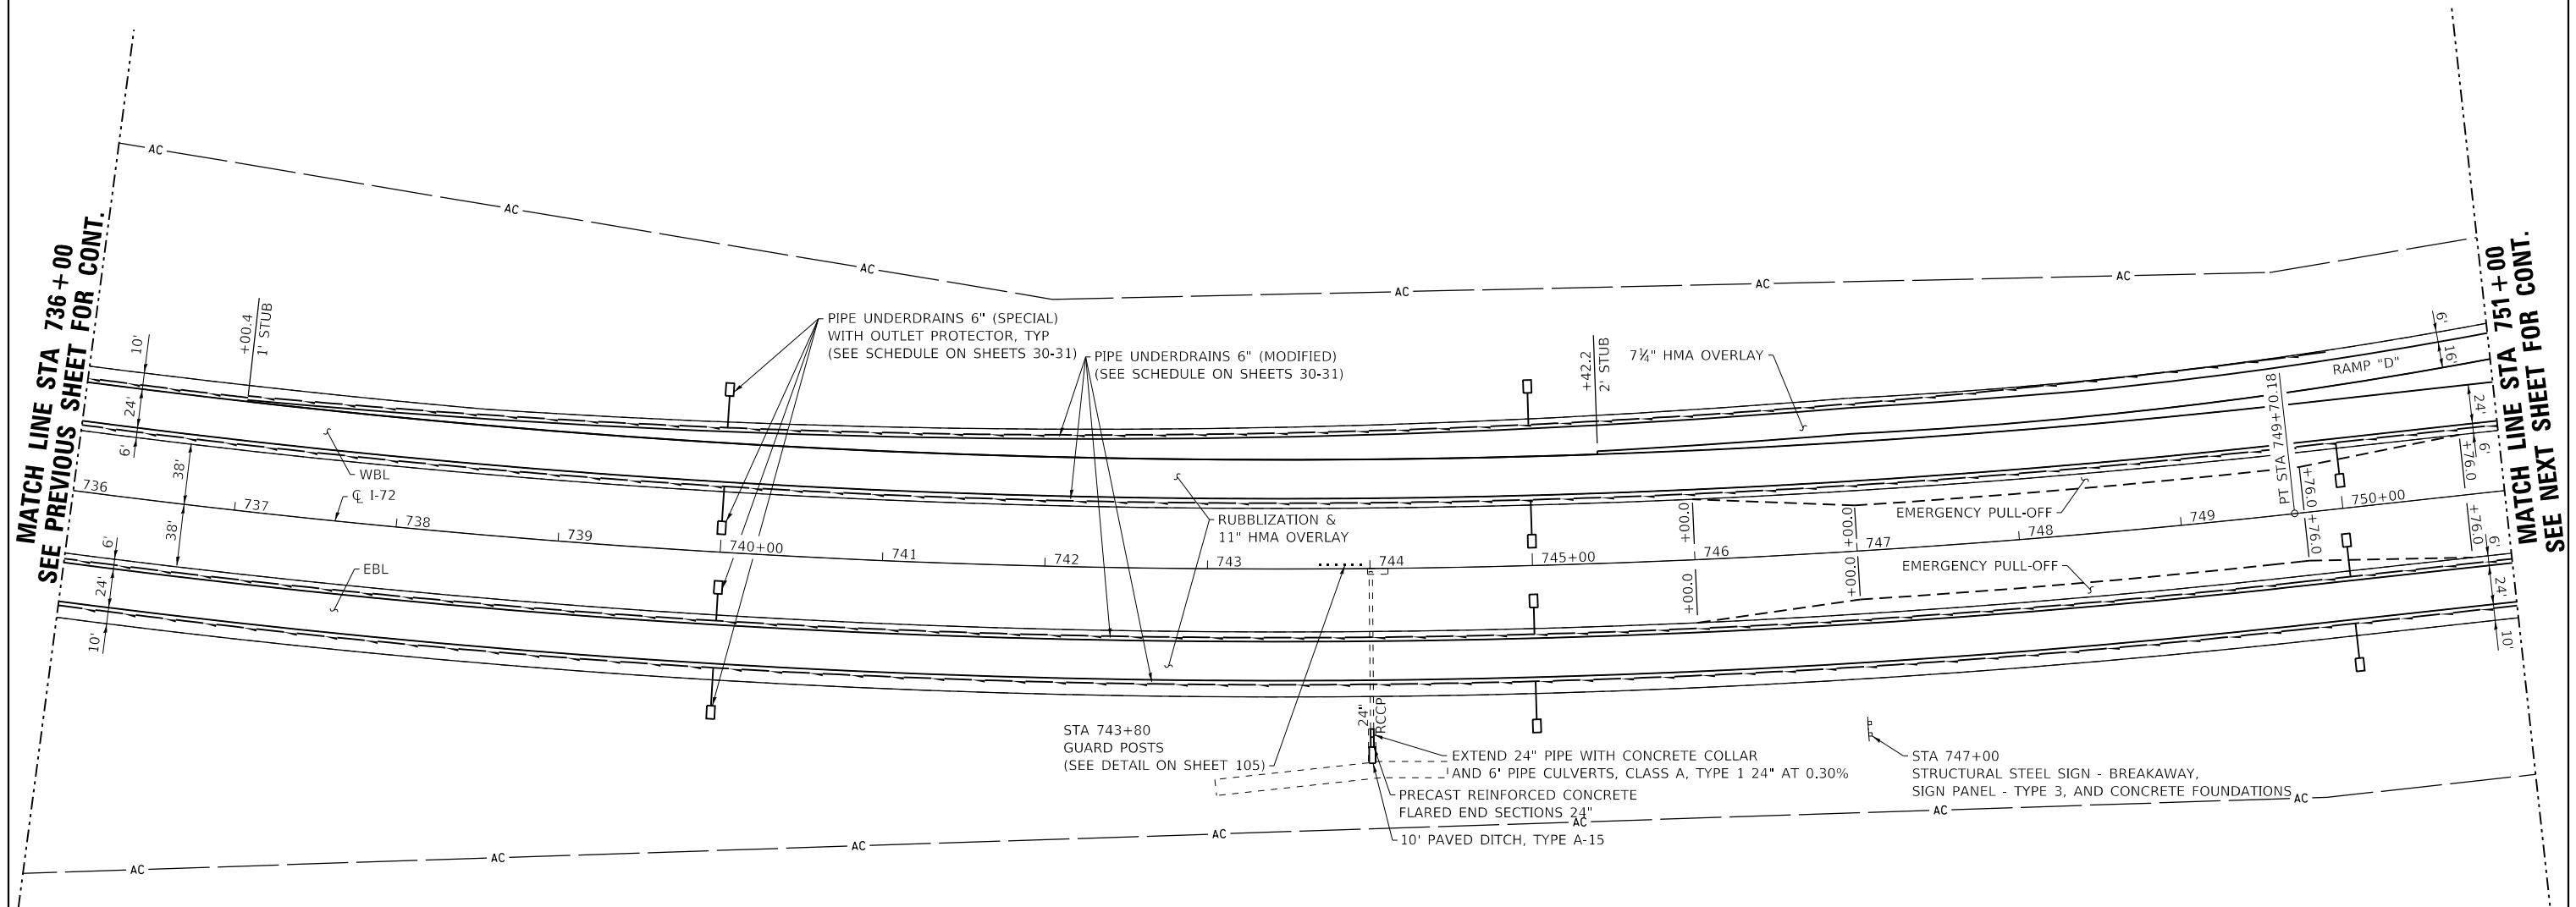 MATCH LINE STA 736+00
SEE PREVIOUS SHEET FOR CONT.
AC
AC
AC
AC
AC
AC
+00.4
1' STUB
10'
24'
6'
38'
38'
6'
24'
10'
PIPE UNDERDRAINS 6" (SPECIAL)
WITH OUTLET PROTECTOR, TYP
(SEE SCHEDULE ON SHEETS 30-31)
PIPE UNDERDRAINS 6" (MODIFIED)
(SEE SCHEDULE ON SHEETS 30-31)
+42.2
2' STUB
7¼" HMA OVERLAY
RAMP "D"
6'
16'
24'
6'
PT STA 749+70.18
+76.0
+76.0
+76.0
+76.0
WBL
℄ I-72
EBL
736
737
738
739
740+00
741
742
743
744
745+00
746
747
748
749
750+00
RUBBLIZATION &
11" HMA OVERLAY
+00.0
+00.0
+00.0
+00.0
EMERGENCY PULL-OFF
EMERGENCY PULL-OFF
6'
24'
10'
STA 743+80
GUARD POSTS
(SEE DETAIL ON SHEET 105)
24"
RCCP
EXTEND 24" PIPE WITH CONCRETE COLLAR
AND 6' PIPE CULVERTS, CLASS A, TYPE 1 24" AT 0.30%
PRECAST REINFORCED CONCRETE
FLARED END SECTIONS 24"
10' PAVED DITCH, TYPE A-15
STA 747+00
STRUCTURAL STEEL SIGN - BREAKAWAY,
SIGN PANEL - TYPE 3, AND CONCRETE FOUNDATIONS
AC
AC
AC
AC
AC
AC
AC
MATCH LINE STA 751+00
SEE NEXT SHEET FOR CONT.